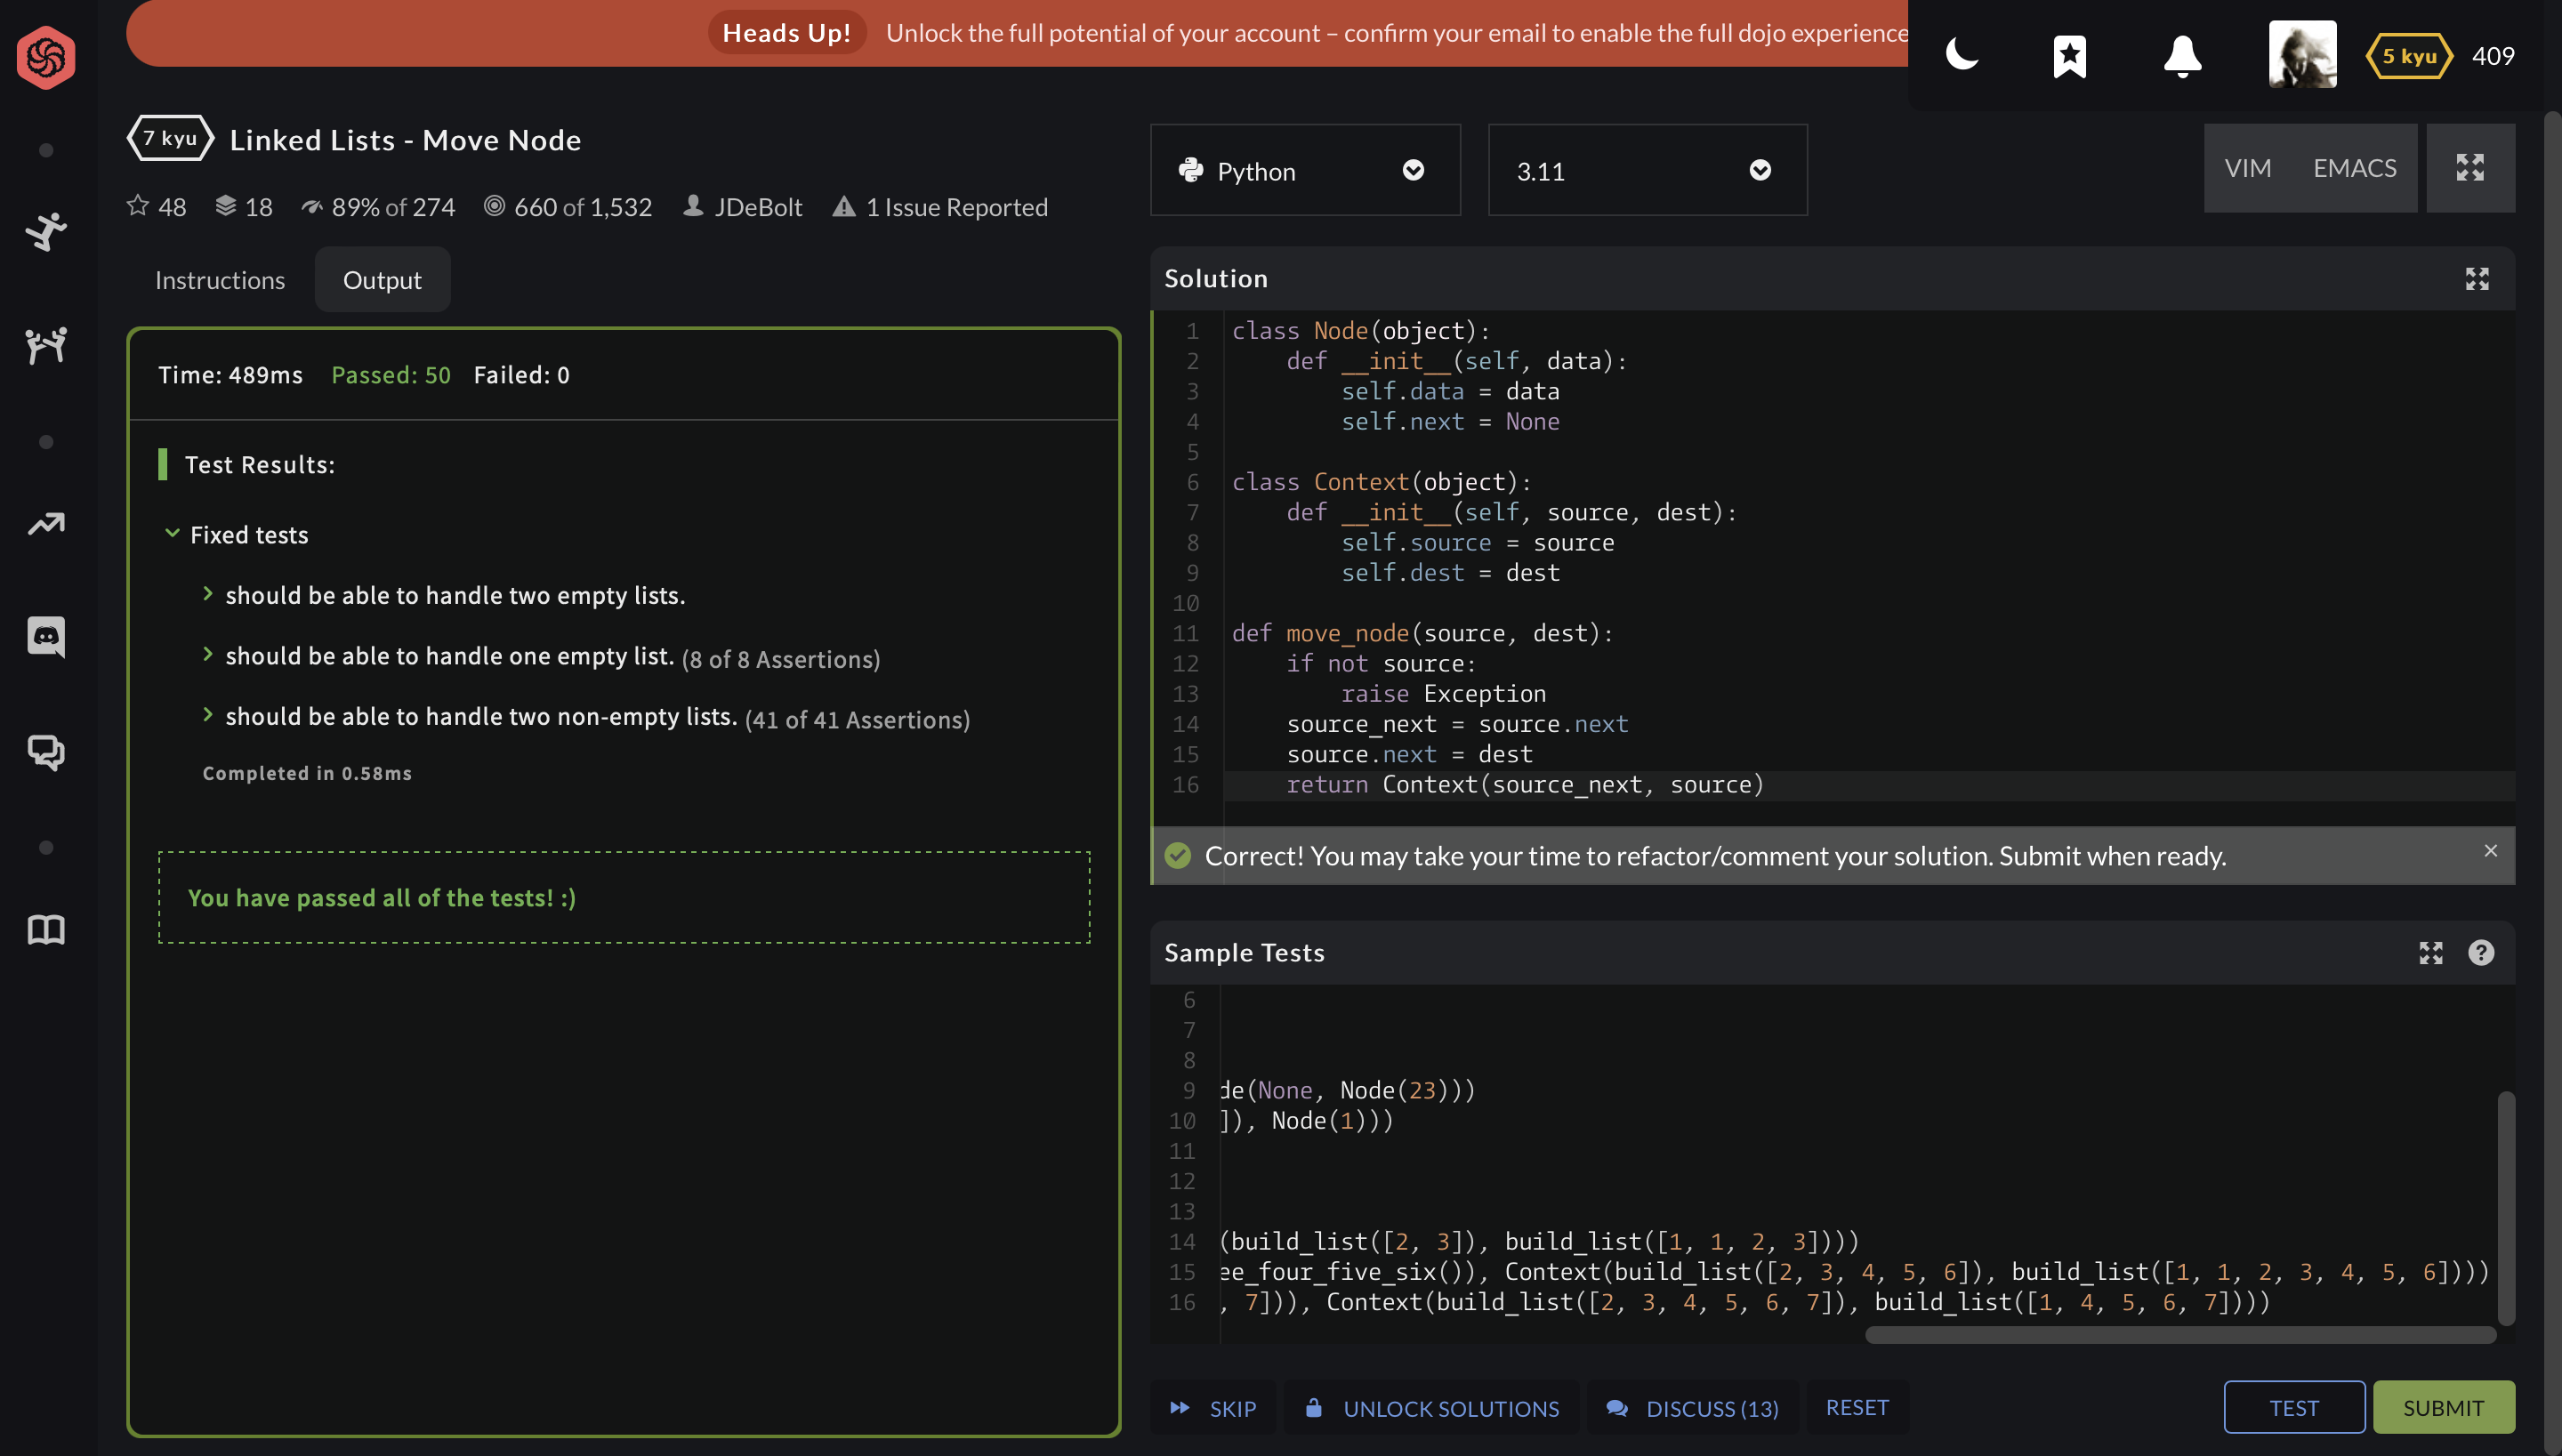 Heads Up! Unlock the full potential of your account – confirm your email to enable the full dojo experience
5 kyu 409
7 kyu Linked Lists - Move Node
48 18 89% of 274 660 of 1,532 JDeBolt 1 Issue Reported
Instructions Output
Time: 489ms Passed: 50 Failed: 0
Test Results:
Fixed tests
should be able to handle two empty lists.
should be able to handle one empty list. (8 of 8 Assertions)
should be able to handle two non-empty lists. (41 of 41 Assertions)
Completed in 0.58ms
You have passed all of the tests! :)
Python 3.11 VIM EMACS
Solution
1 class Node(object):
2     def __init__(self, data):
3         self.data = data
4         self.next = None
5
6 class Context(object):
7     def __init__(self, source, dest):
8         self.source = source
9         self.dest = dest
10
11 def move_node(source, dest):
12     if not source:
13         raise Exception
14     source_next = source.next
15     source.next = dest
16     return Context(source_next, source)
Correct! You may take your time to refactor/comment your solution. Submit when ready.
Sample Tests
6
7
8
9 de(None, Node(23)))
10 ]), Node(1)))
11
12
13
14 (build_list([2, 3]), build_list([1, 1, 2, 3])))
15 ee_four_five_six()), Context(build_list([2, 3, 4, 5, 6]), build_list([1, 1, 2, 3, 4, 5, 6])))
16 , 7])), Context(build_list([2, 3, 4, 5, 6, 7]), build_list([1, 4, 5, 6, 7])))
SKIP UNLOCK SOLUTIONS DISCUSS (13) RESET TEST SUBMIT